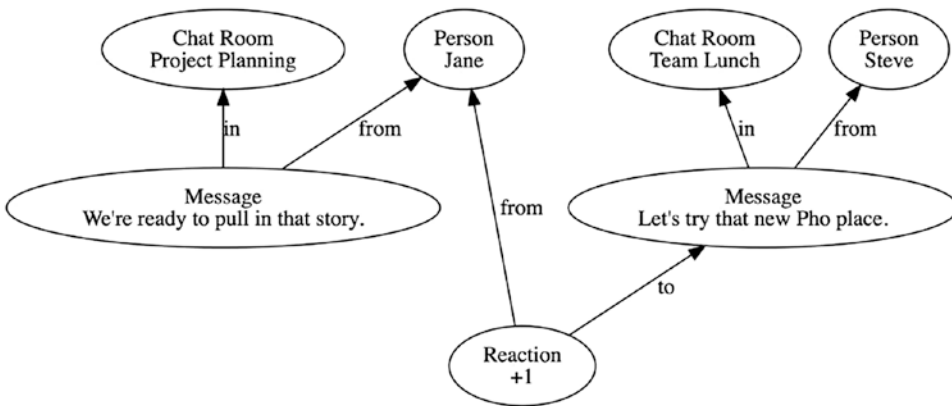 Chat Room
Project Planning
Person
Jane
Chat Room
Team Lunch
Person
Steve
in
from
in
from
Message
We're ready to pull in that story.
Message
Let's try that new Pho place.
from
to
Reaction
+1